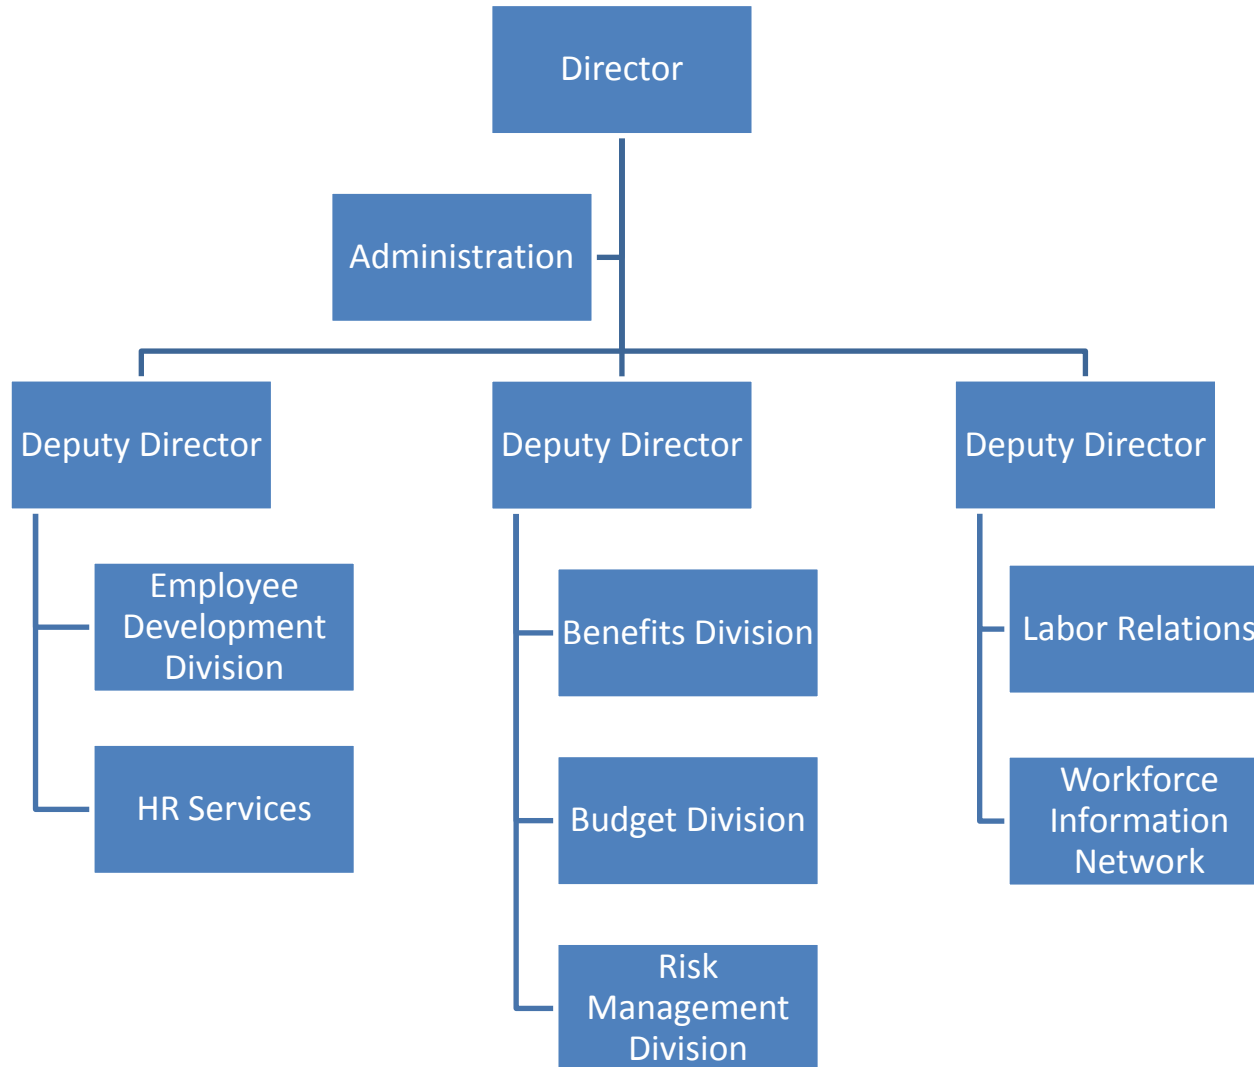 Director
Administration
Deputy Director
Deputy Director
Deputy Director
Employee
Development
Division
Benefits Division
Labor Relations
HR Services
Budget Division
Workforce
Information
Network
Risk
Management
Division